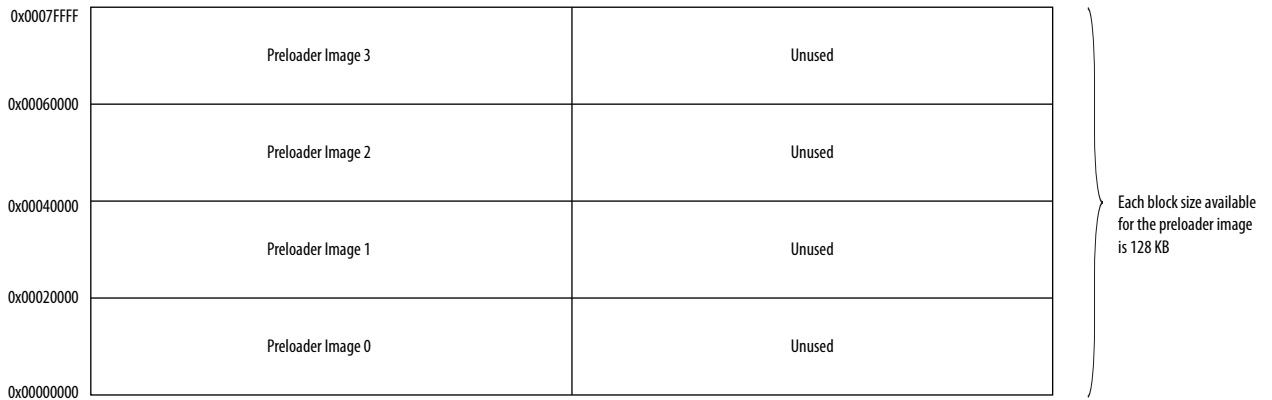 0x0007FFFF
Preloader Image 3
Unused
0x00060000
Preloader Image 2
Unused
0x00040000
Each block size available
for the preloader image
is 128 KB
Preloader Image 1
Unused
0x00020000
Preloader Image 0
Unused
0x00000000